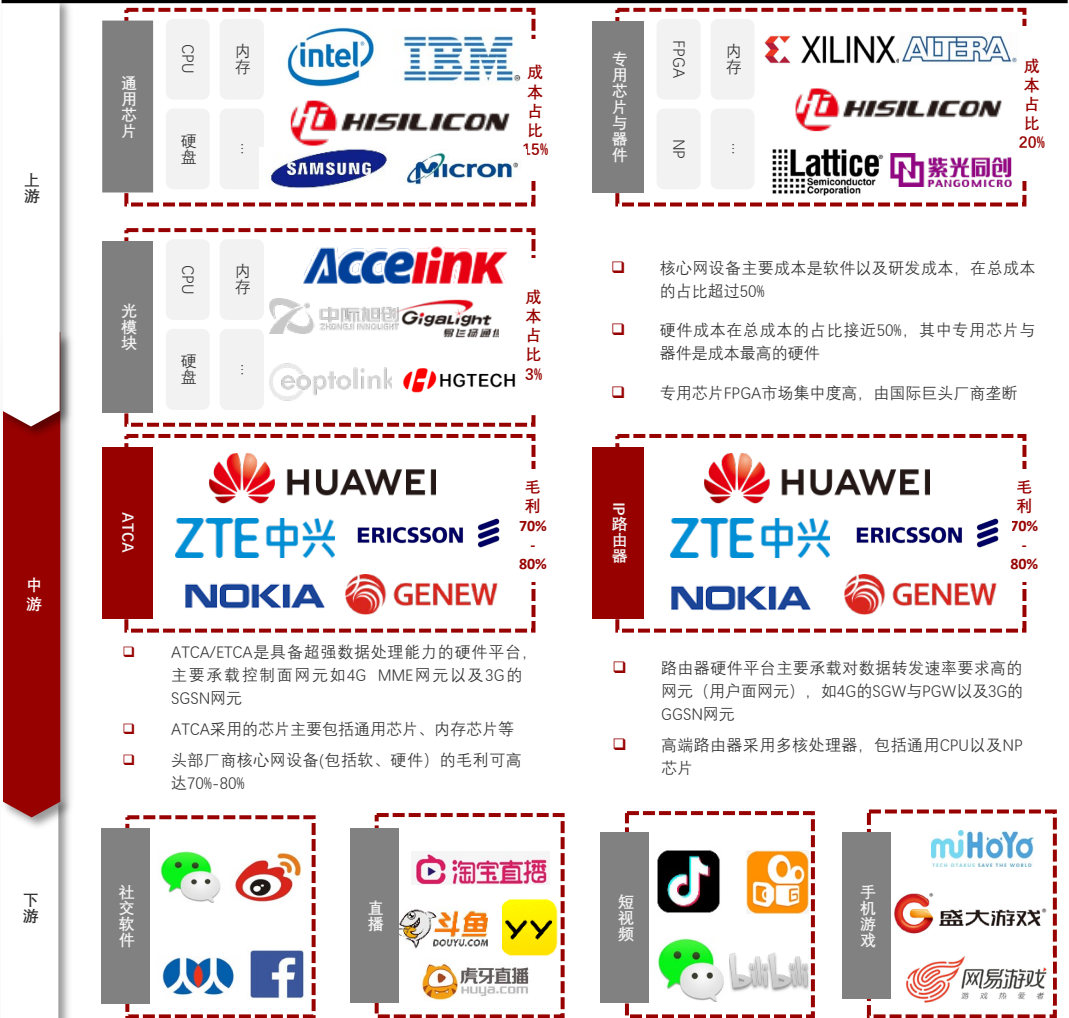 上游
通用芯片
CPU
内存
硬盘
...
intel
IBM
HISILICON
SAMSUNG
Micron
成本占比
15%
专用芯片与器件
FPGA
内存
NP
...
XILINX
ALTERA
HISILICON
Lattice
Semiconductor
Corporation
紫光同创
PANGOMICRO
成本占比
20%
光模块
CPU
内存
硬盘
...
Accelink
中际旭创
ZHONGJI INNOLIGHT
GigaLight
易飞扬通信
eoptolink
HGTECH
成本占比
3%
核心网设备主要成本是软件以及研发成本，在总成本
的占比超过50%
硬件成本在总成本的占比接近50%，其中专用芯片与
器件是成本最高的硬件
专用芯片FPGA市场集中度高，由国际巨头厂商垄断
中游
ATCA
HUAWEI
ZTE中兴
ERICSSON
NOKIA
GENEW
毛利
70%
-
80%
IP路由器
HUAWEI
ZTE中兴
ERICSSON
NOKIA
GENEW
毛利
70%
-
80%
ATCA/ETCA是具备超强数据处理能力的硬件平台，
主要承载控制面网元如4G MME网元以及3G的
SGSN网元
ATCA采用的芯片主要包括通用芯片、内存芯片等
头部厂商核心网设备(包括软、硬件）的毛利可高
达70%-80%
路由器硬件平台主要承载对数据转发速率要求高的
网元（用户面网元），如4G的SGW与PGW以及3G的
GGSN网元
高端路由器采用多核处理器，包括通用CPU以及NP
芯片
下游
社交软件
f
直播
淘宝直播
斗鱼
DOUYU.COM
YY
虎牙直播
Huya.com
短视频
bilibili
手机游戏
miHoYo
TECH OTAKUS SAVE THE WORLD
盛大游戏
网易游戏
游戏热爱者